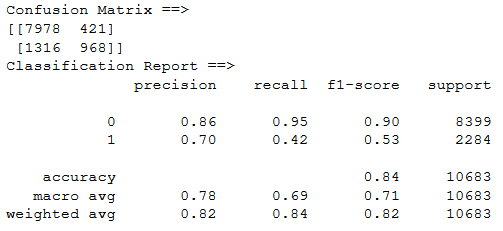 Confusion Matrix ==>
[[7978  421]
 [1316  968]]
Classification Report ==>
              precision    recall  f1-score   support

           0       0.86      0.95      0.90      8399
           1       0.70      0.42      0.53      2284

    accuracy                           0.84     10683
   macro avg       0.78      0.69      0.71     10683
weighted avg       0.82      0.84      0.82     10683